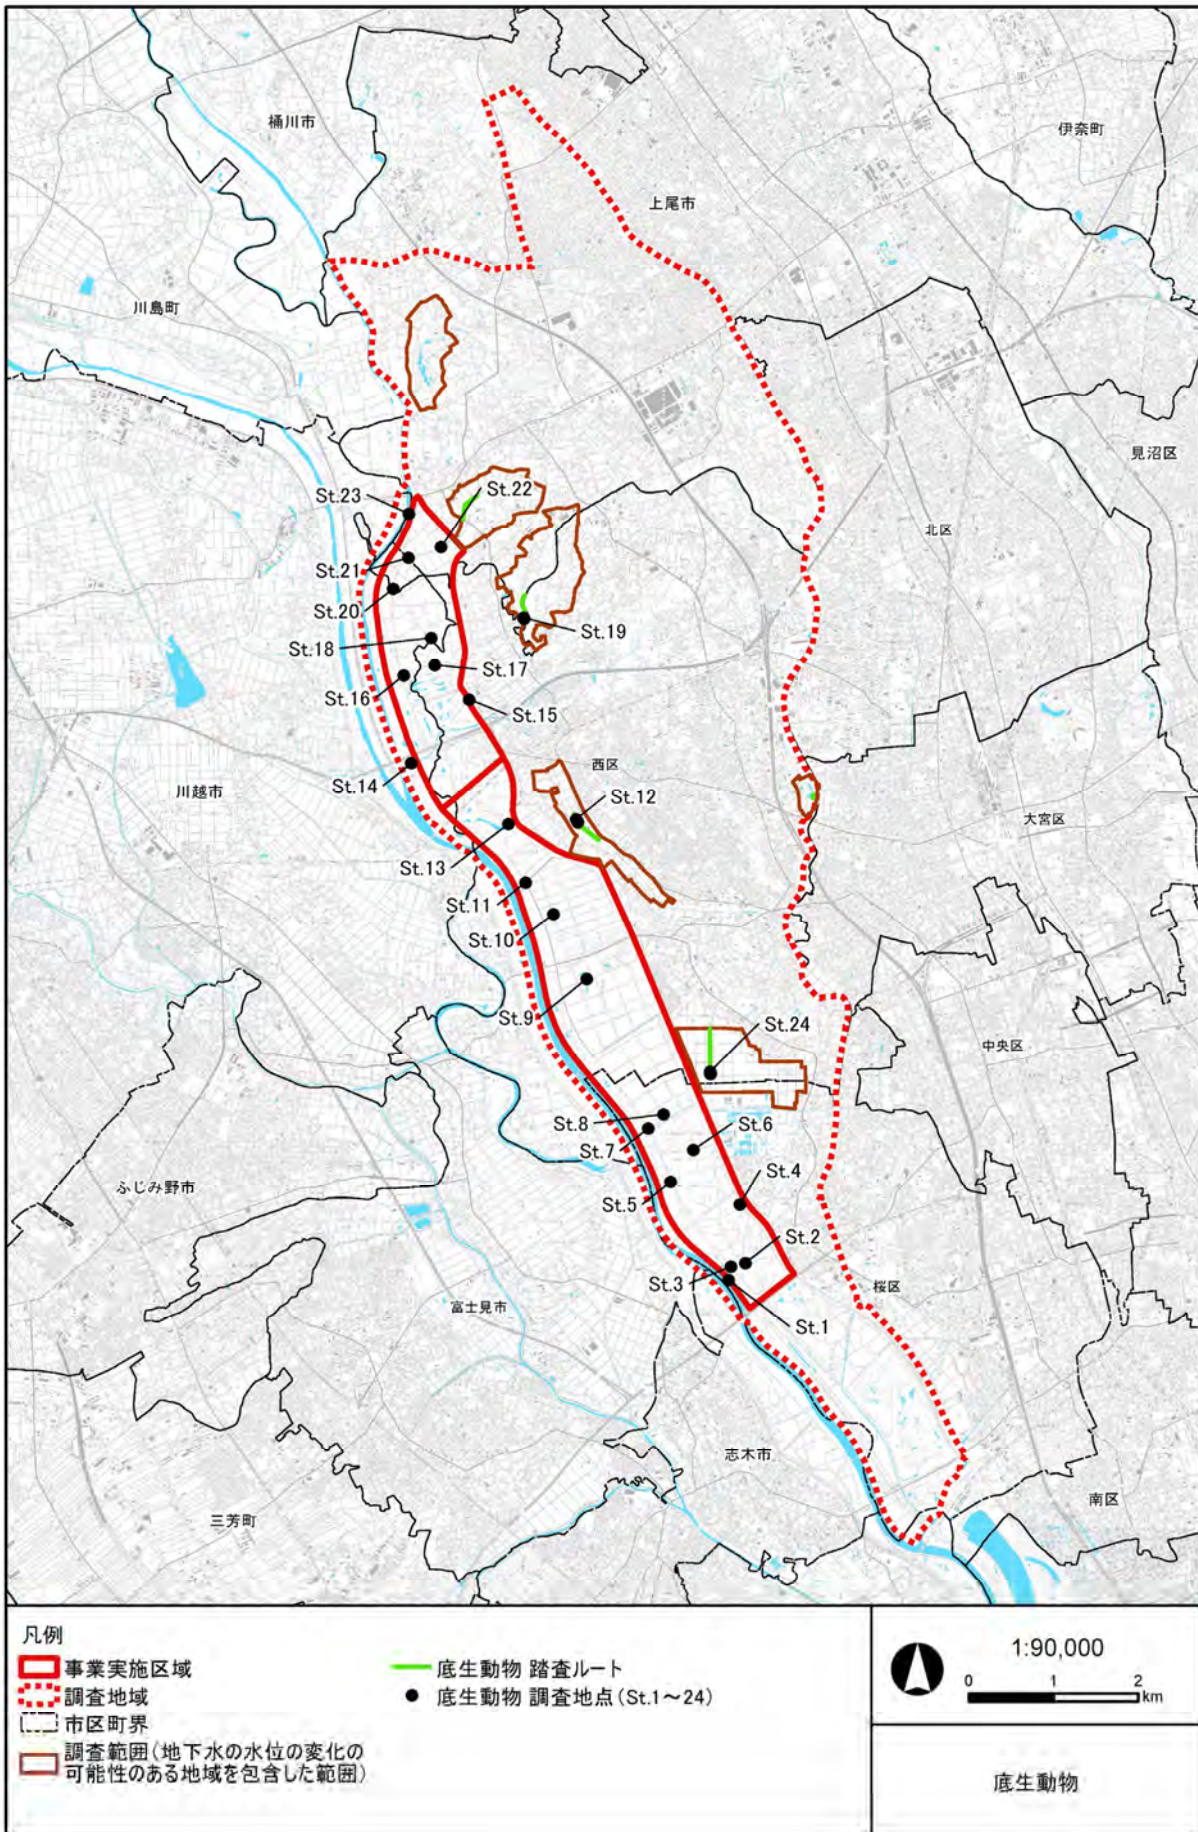 桶川市
伊奈町
上尾市
川島町
見沼区
北区
St.23
St.22
St.21
St.20
St.19
St.18
St.17
St.16
St.15
西区
川越市
St.14
St.12
大宮区
St.13
St.11
St.10
St.9
St.24
中央区
St.8
St.6
St.7
ふじみ野市
St.5
St.4
St.2
St.3
桜区
富士見市
St.1
志木市
南区
三芳町
凡例
事業実施区域
調査地域
市区町界
調査範囲(地下水の水位の変化の
可能性のある地域を包含した範囲)
底生動物 踏査ルート
底生動物 調査地点(St.1~24)
1:90,000
0 1 2
km
底生動物